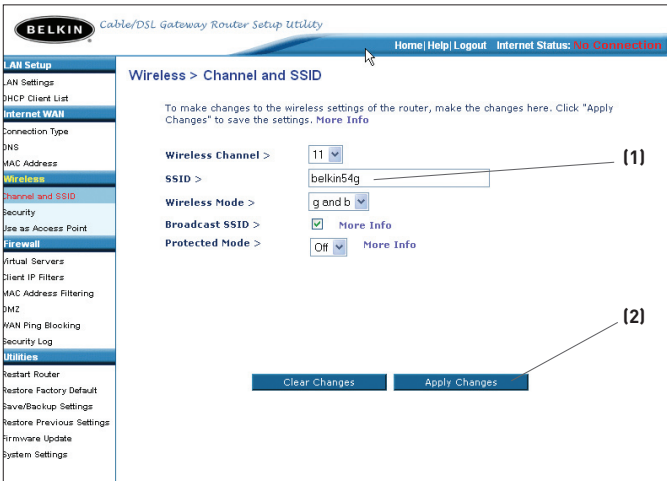 BELKIN Cable/DSL Gateway Router Setup Utility
Home| Help| Logout Internet Status: No Connection
LAN Setup
LAN Settings
DHCP Client List
Internet WAN
Connection Type
DNS
MAC Address
Wireless
Channel and SSID
Security
Use as Access Point
Firewall
Virtual Servers
Client IP Filters
MAC Address Filtering
DMZ
WAN Ping Blocking
Security Log
Utilities
Restart Router
Restore Factory Default
Save/Backup Settings
Restore Previous Settings
Firmware Update
System Settings
Wireless > Channel and SSID
To make changes to the wireless settings of the router, make the changes here. Click "Apply
Changes" to save the settings. More Info
Wireless Channel > 11
(1)
SSID > belkin54g
Wireless Mode > g and b
Broadcast SSID > More Info
Protected Mode > Off More Info
(2)
Clear Changes Apply Changes